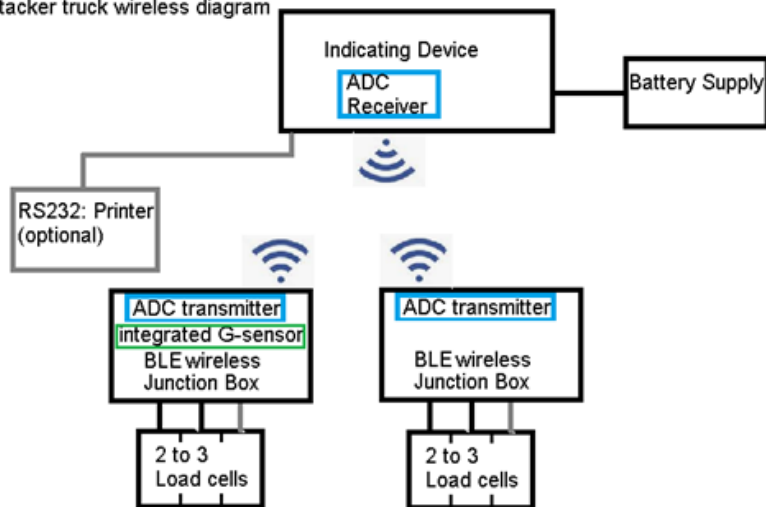 tacker truck wireless diagram
Indicating Device
ADC
Receiver
Battery Supply
RS232: Printer
(optional)
ADC transmitter
integrated G-sensor
BLE wireless
Junction Box
2 to 3
Load cells
ADC transmitter
BLE wireless
Junction Box
2 to 3
Load cells